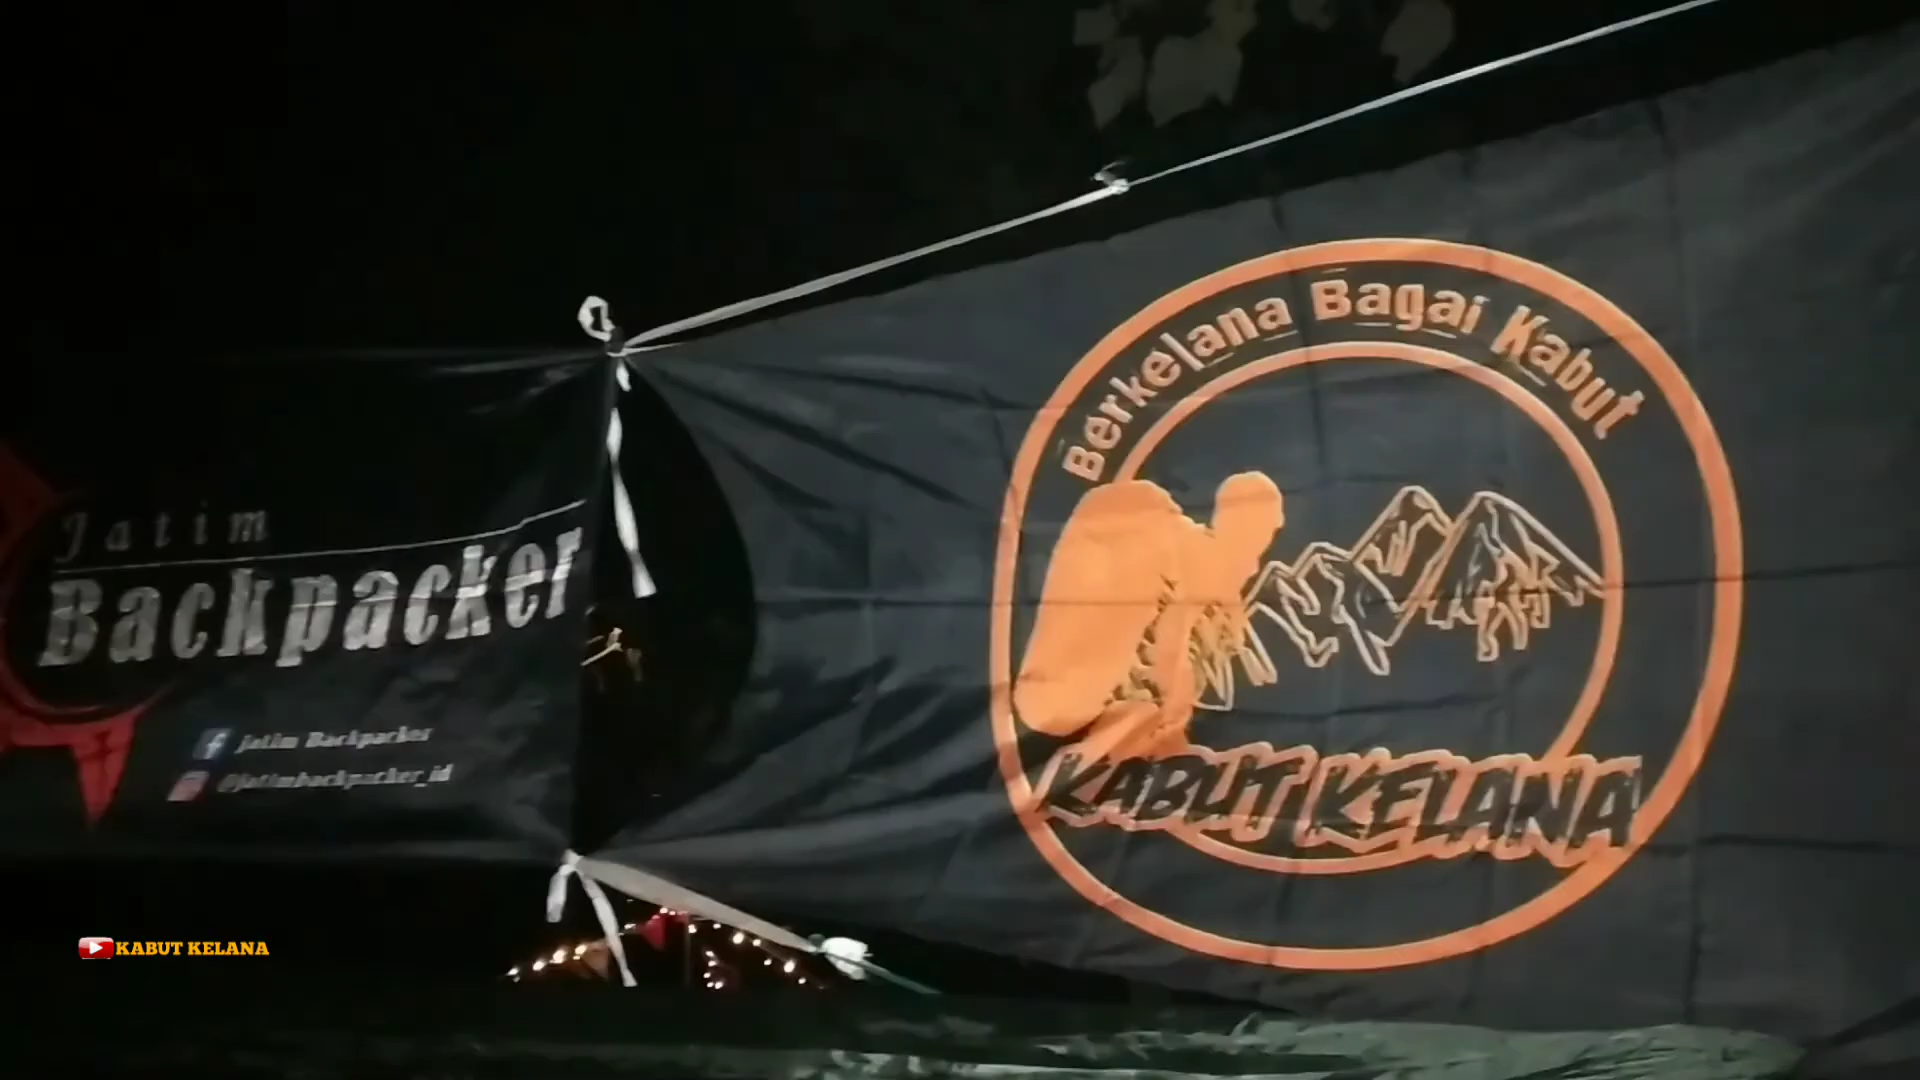 Jatim
Backpacker
Jatim Backpacker
@jatimbackpacker_id
Berkelana Bagai Kabut
KABUT KELANA
KABUT KELANA